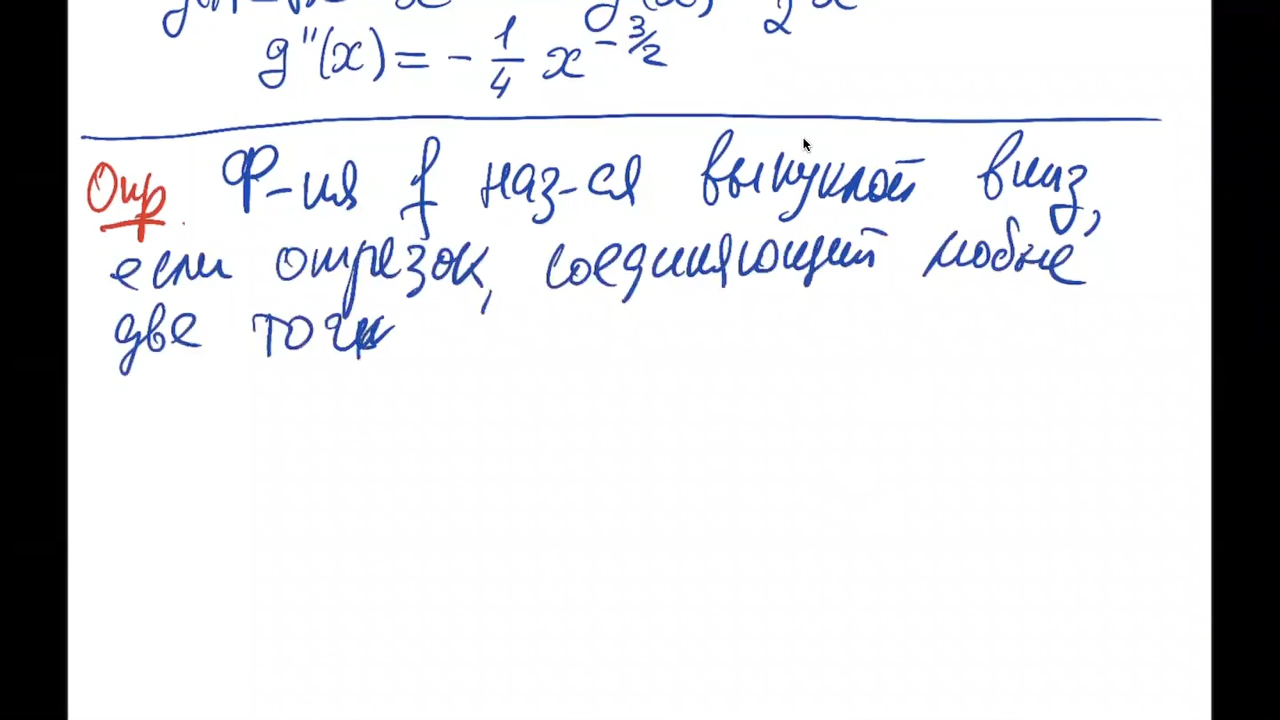 g''(x) = - 1/4 x^{-3/2}
Опр Ф-ия f наз-ся выпуклой вниз,
если отрезок, соединяющий любые
две точк